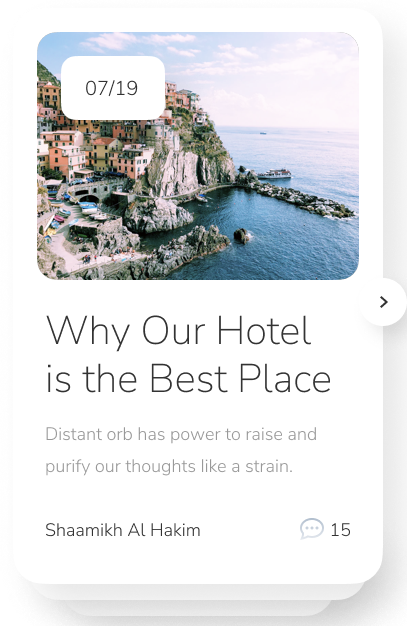 07/19
Why Our Hotel
is the Best Place
Distant orb has power to raise and
purify our thoughts like a strain.
Shaamikh Al Hakim
15